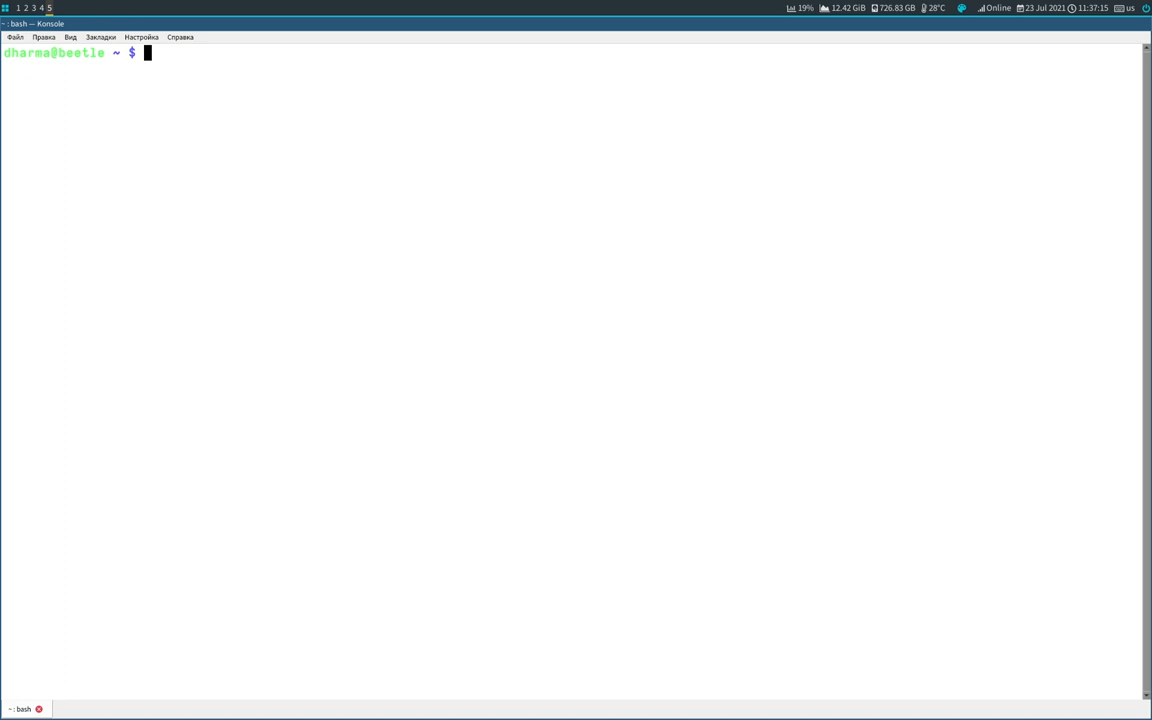 1 2 3 4 5 19% 12.42 GiB 726.83 GB 28°C Online 23 Jul 2021 11:37:15 us
~ : bash — Konsole
Файл Правка Вид Закладки Настройка Справка
dharma@beetle ~ $
~ : bash